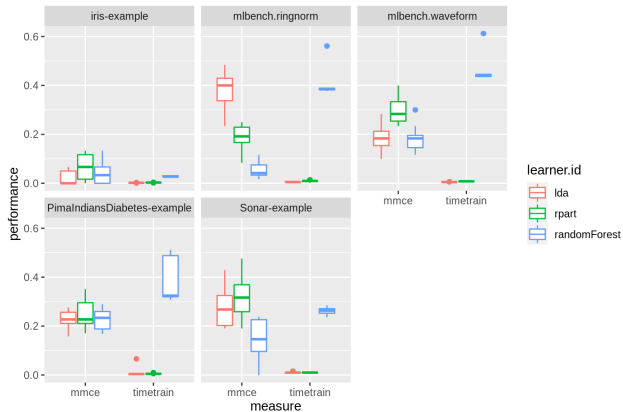 iris-example
mlbench.ringnorm
mlbench.waveform
0.6
0.4
0.2
0.0
mmce
timetrain
PimaIndiansDiabetes-example
Sonar-example
0.6
0.4
0.2
0.0
mmce
timetrain
mmce
timetrain
measure
performance
learner.id
lda
rpart
randomForest